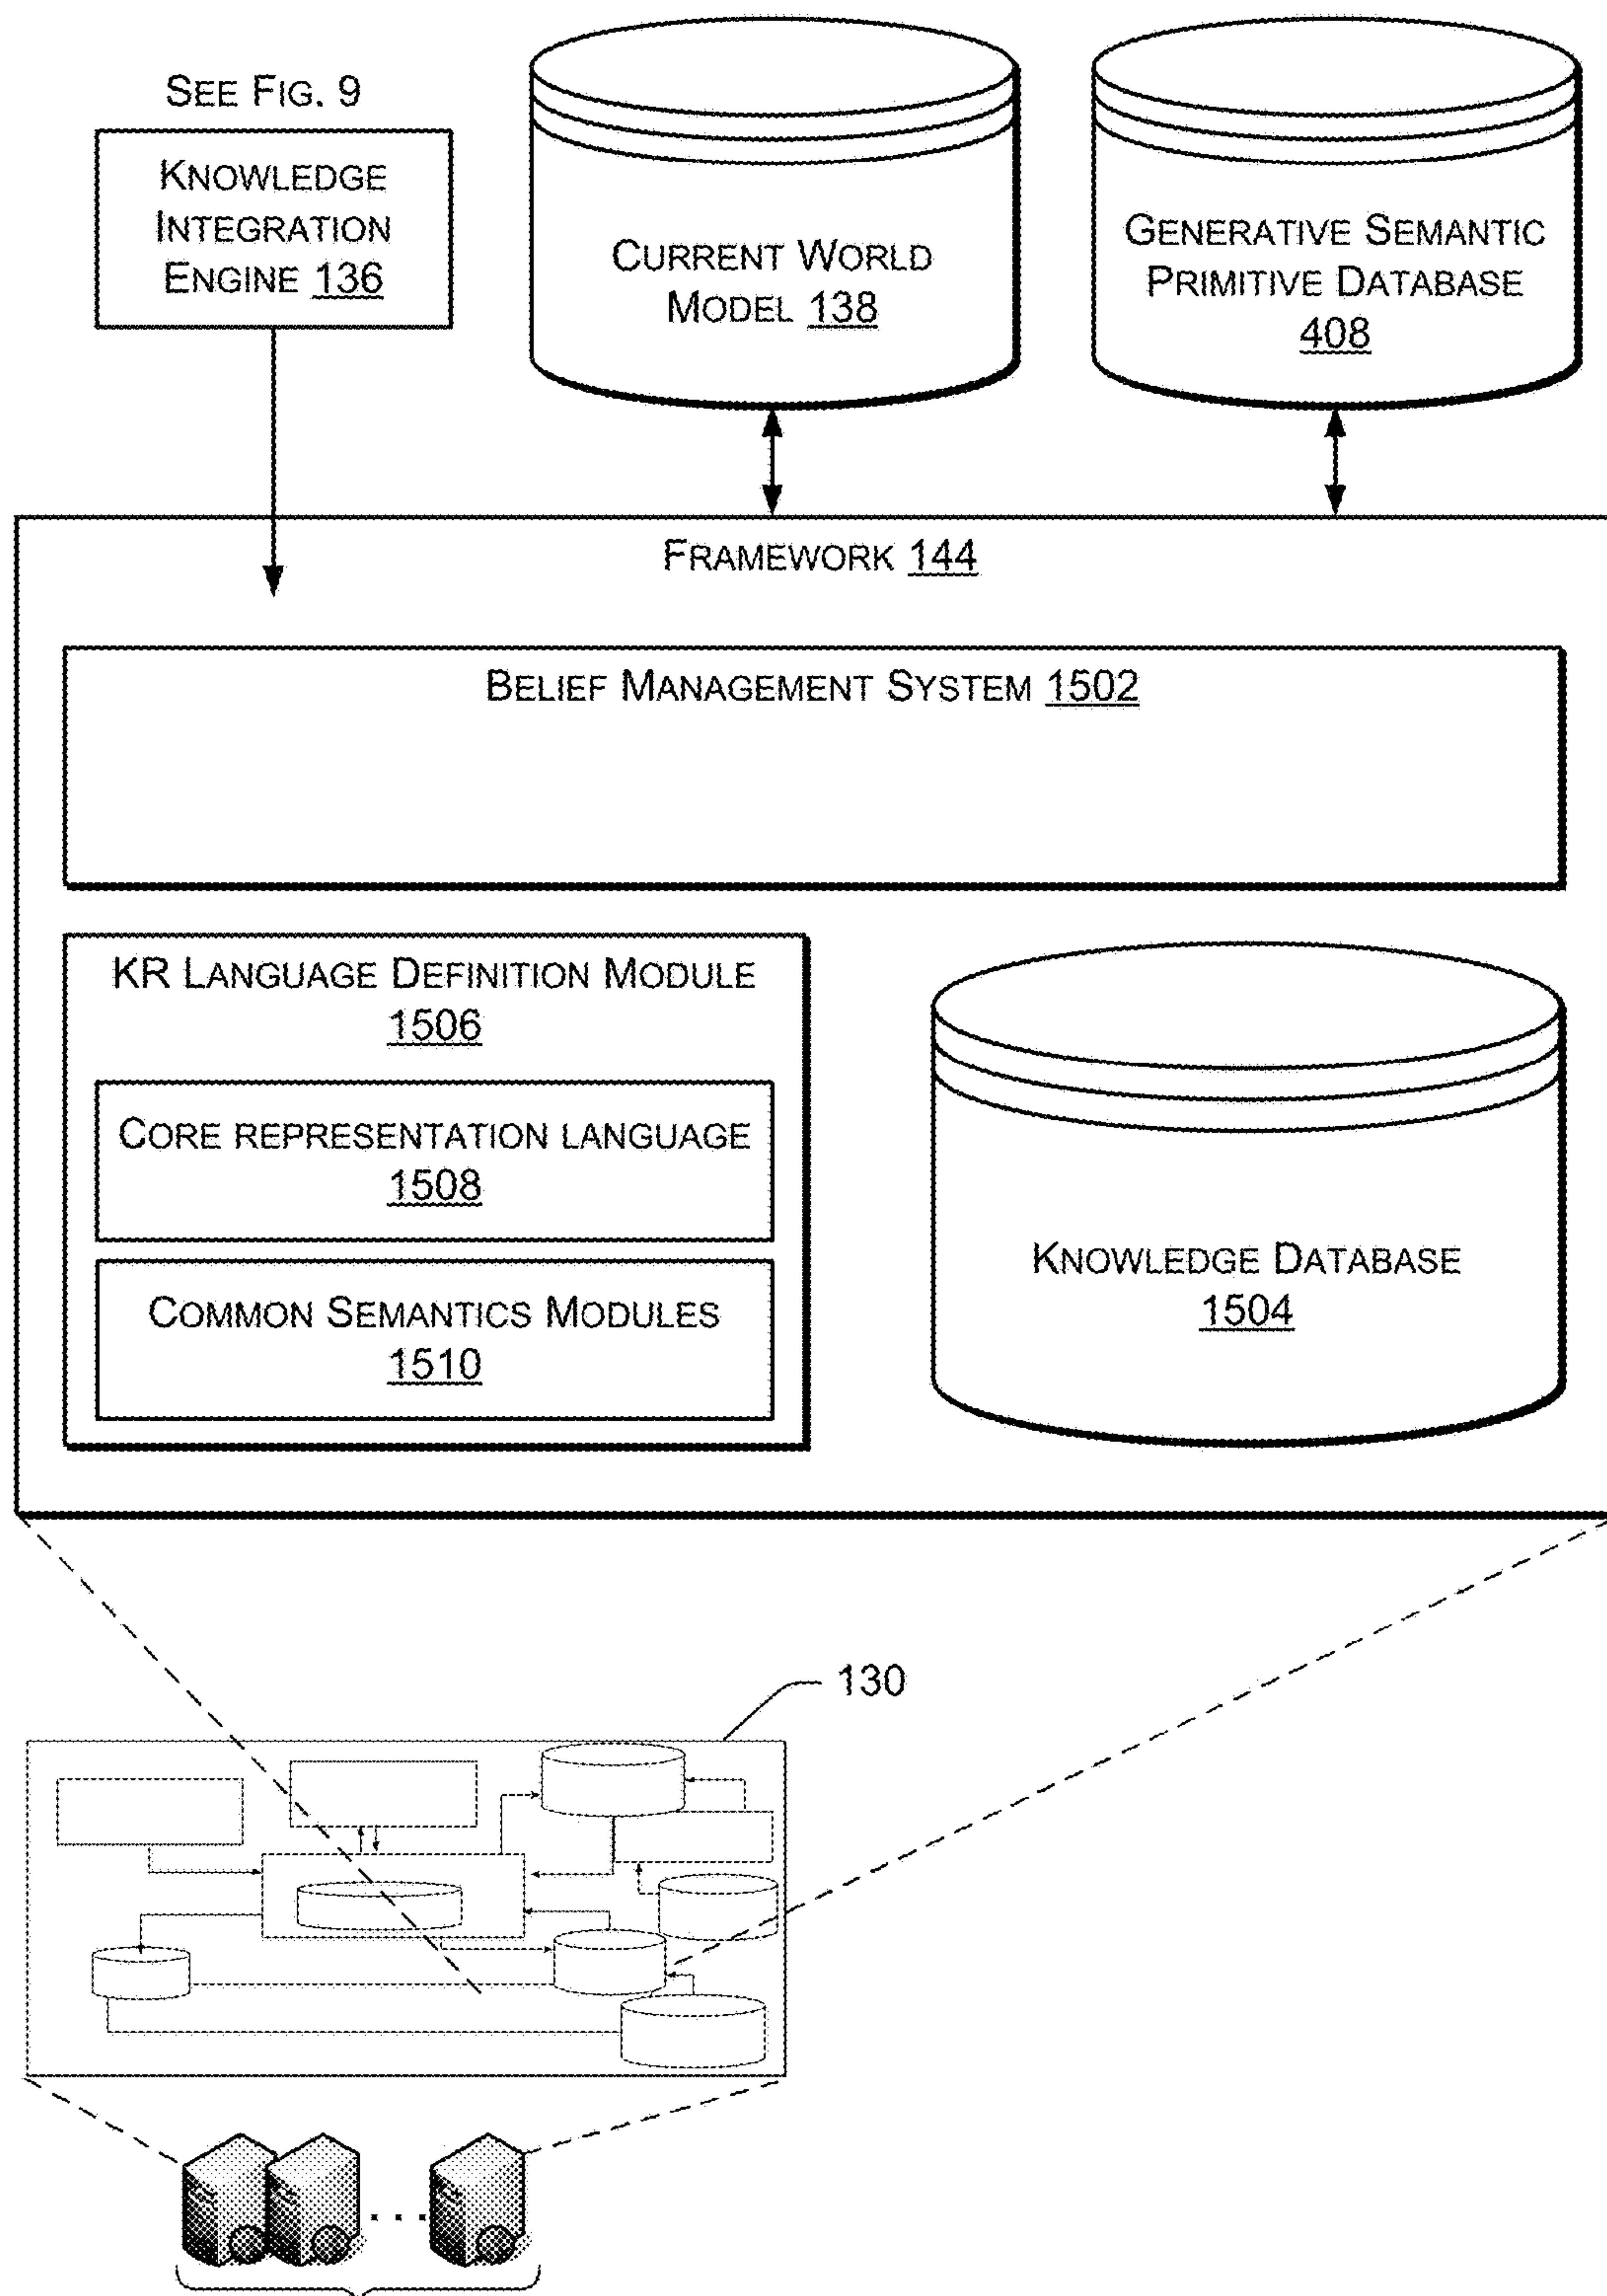 SEE FIG. 9
KNOWLEDGE
INTEGRATION
ENGINE 136
CURRENT WORLD
MODEL 138
GENERATIVE SEMANTIC
PRIMITIVE DATABASE
408
FRAMEWORK 144
BELIEF MANAGEMENT SYSTEM 1502
KR LANGUAGE DEFINITION MODULE
1506
CORE REPRESENTATION LANGUAGE
1508
COMMON SEMANTICS MODULES
1510
KNOWLEDGE DATABASE
1504
130
. . .